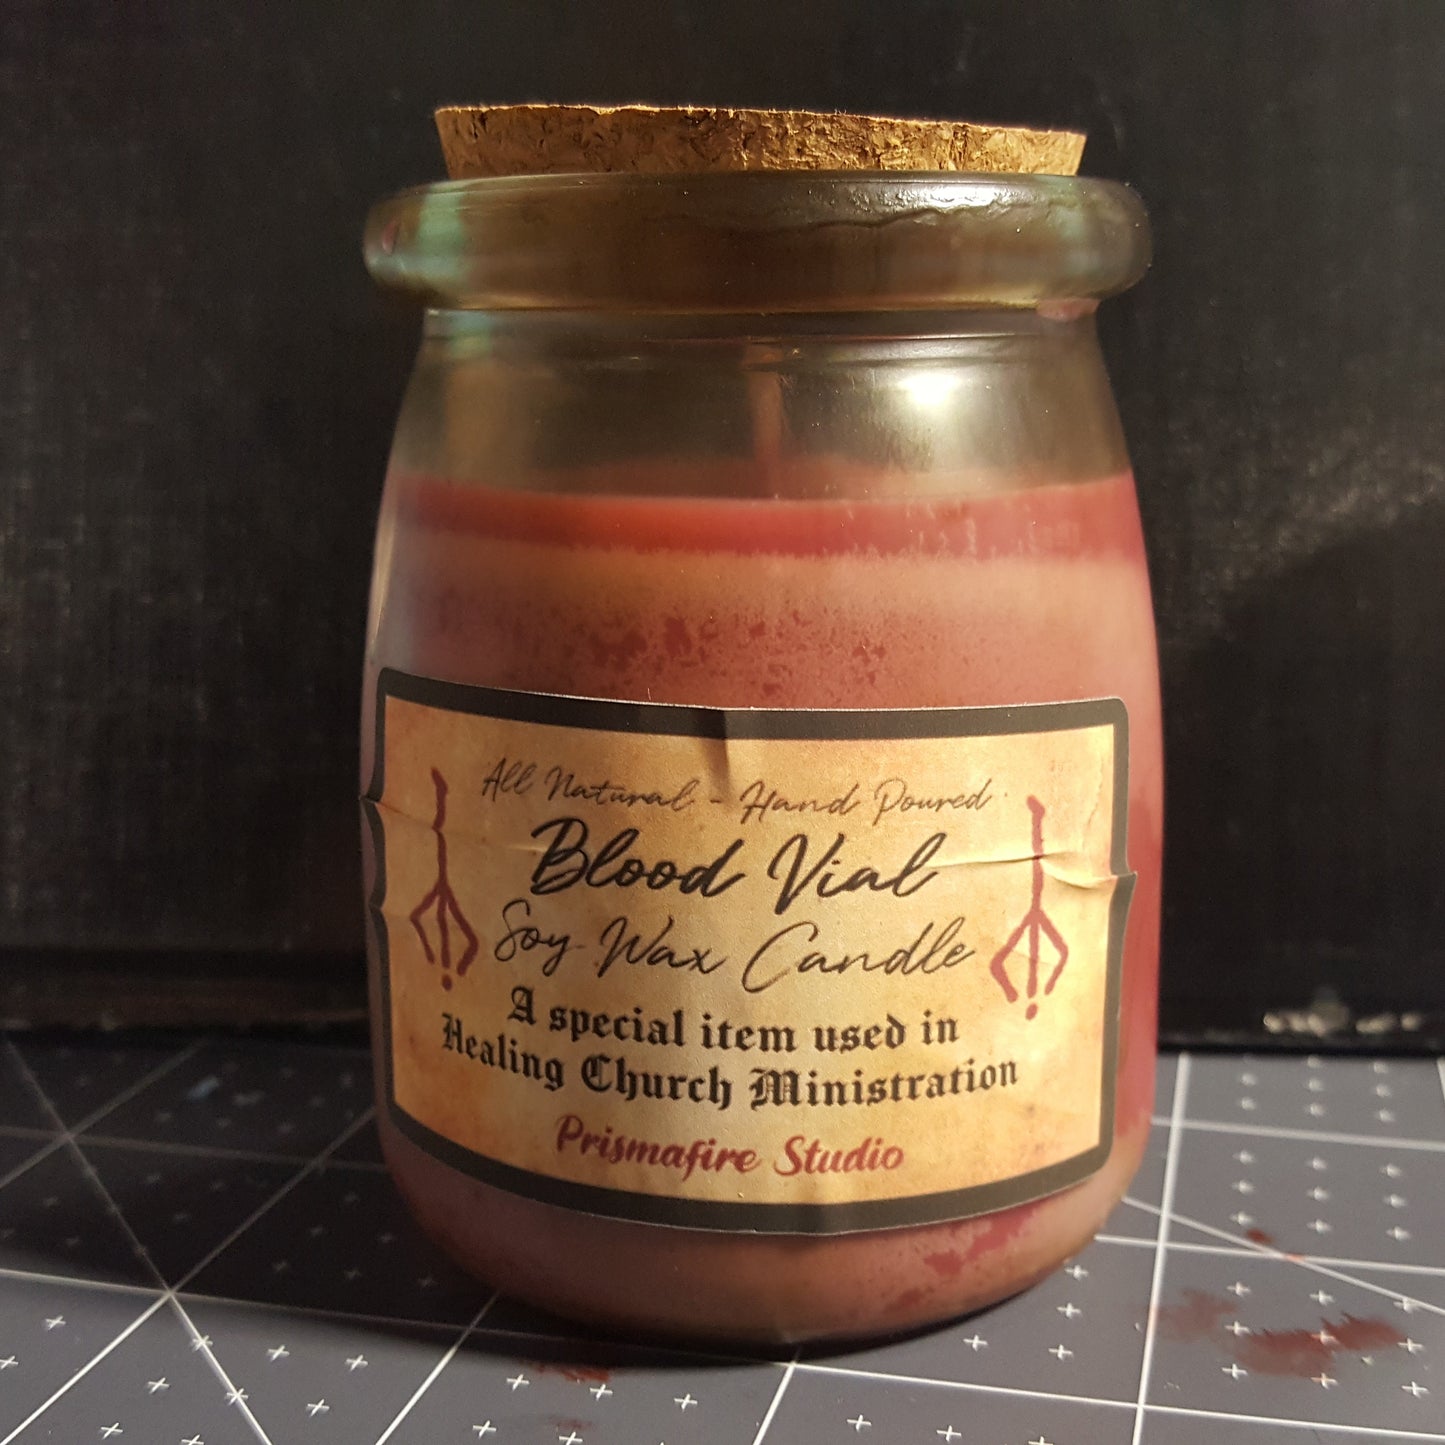 All Natural - Hand Poured
Blood Vial
Soy Wax Candle
A special item used in
Healing Church Ministration
Prismafire Studio